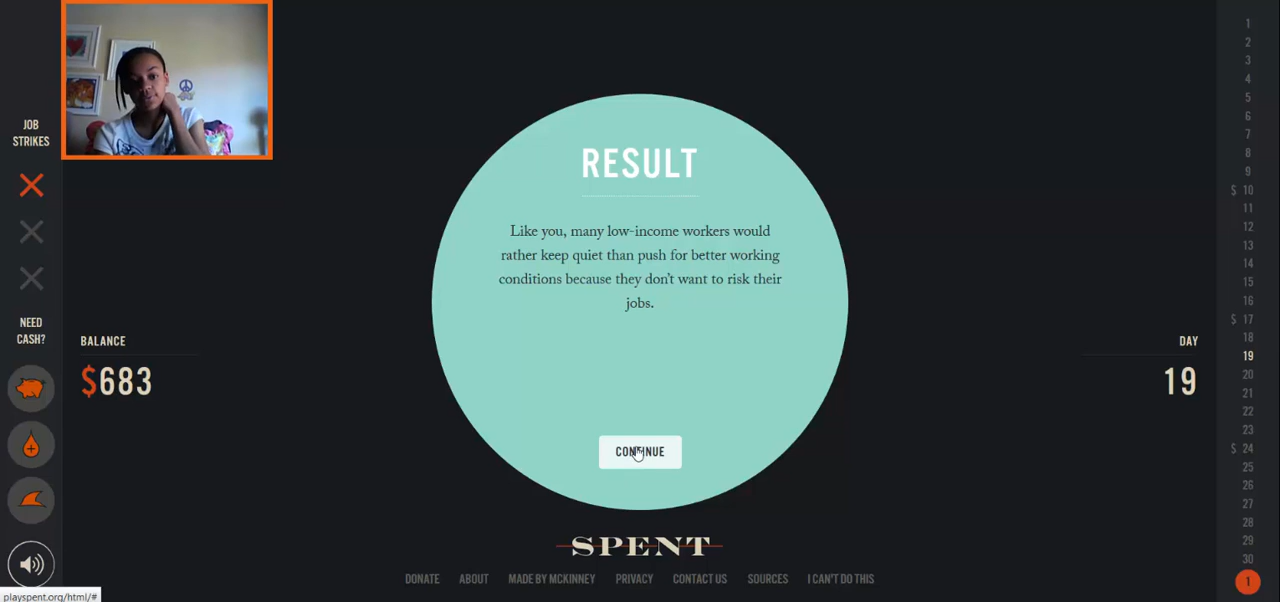 JOB
STRIKES
NEED
CASH?
BALANCE
$683
RESULT
Like you, many low-income workers would
rather keep quiet than push for better working
conditions because they don't want to risk their
jobs.
CONTINUE
DAY
19
SPENT
DONATE ABOUT MADE BY MCKINNEY PRIVACY CONTACT US SOURCES I CAN'T DO THIS
playspent.org/html/#
1
2
3
4
5
6
7
8
9
$ 10
11
12
13
14
15
16
$ 17
18
19
20
21
22
23
$ 24
25
26
27
28
29
30
1